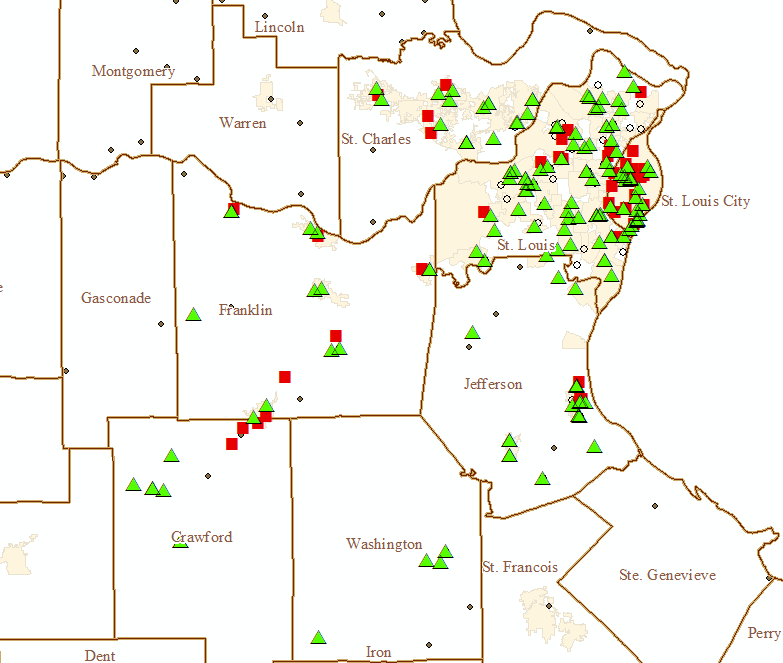 Lincoln
Montgomery
Warren
St. Charles
St. Louis City
St. Louis
e
Gasconade
Franklin
Jefferson
Crawford
Washington
St. Francois
Ste. Genevieve
Perry
Dent
Iron